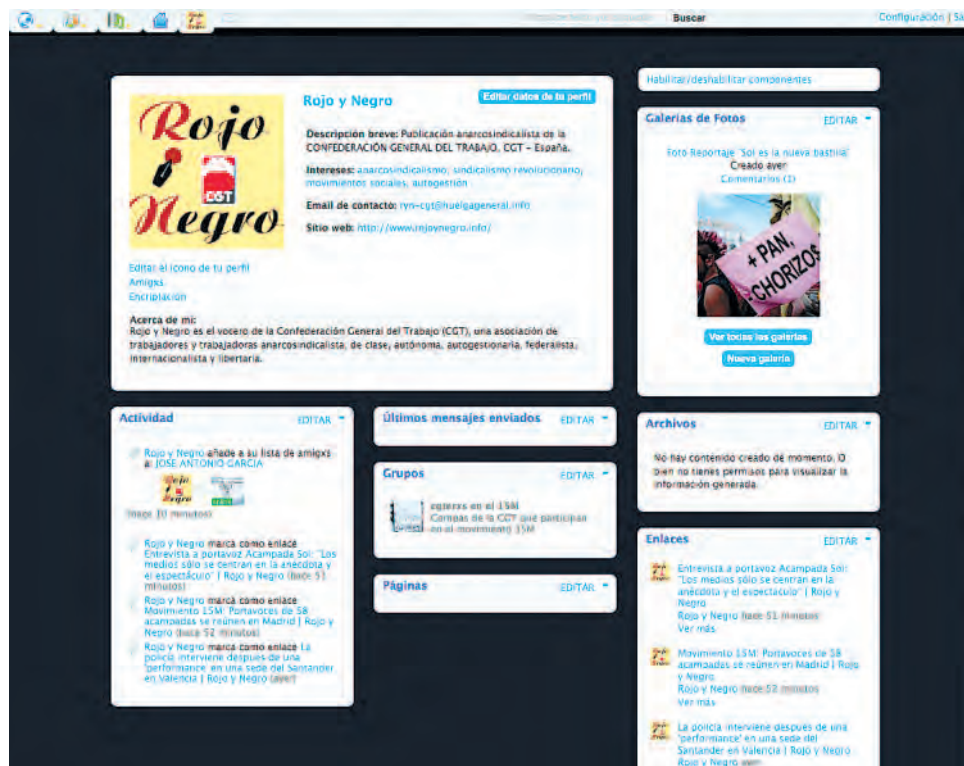 Buscar
Configuración |
Rojo
CGT
Negro
Rojo y Negro
Editar datos de tu perfil
Descripción breve: Publicación anarcosindicalista de la
CONFEDERACIÓN GENERAL DEL TRABAJO, CGT - España.
Intereses: anarcosindicalismo, sindicalismo revolucionario,
movimientos sociales, autogestión
Email de contacto: ryn-cgt@huelgageneral.info
Sitio web: http://www.rojoynegro.info/
Editar el icono de tu perfil
Amigxs
Encriptación
Acerca de mi:
Rojo y Negro es el vocero de la Confederación General del Trabajo (CGT), una asociación de
trabajadores y trabajadoras anarcosindicalista, de clase, autónoma, autogestionaria, federalista,
internacionalista y libertaria.
Habilitar/deshabilitar componentes
Galerías de Fotos EDITAR
Foto Reportaje "Sol es la nueva bastilla"
Creado ayer
Comentarios (1)
+ PAN,
CHORIZOS
Ver todas las galerías
Nueva galería
Actividad EDITAR
Rojo y Negro añade a su lista de amigxs
a: JOSE ANTONIO GARCIA
(hace 10 minutos)
Rojo y Negro marca como enlace
Entrevista a portavoz Acampada Sol: "Los
medios sólo se centran en la anécdota y
el espectáculo" | Rojo y Negro (hace 51
minutos)
Rojo y Negro marca como enlace
Movimiento 15M: Portavoces de 58
acampadas se reúnen en Madrid | Rojo y
Negro (hace 52 minutos)
Rojo y Negro marca como enlace La
policía interviene después de una
'performance' en una sede del Santander
en Valencia | Rojo y Negro (ayer)
Últimos mensajes enviados EDITAR
Grupos EDITAR
cgterxs en el 15M
Compas de la CGT que participan
en el movimiento 15M
Páginas EDITAR
Archivos EDITAR
No hay contenido creado de momento. O
bien no tienes permisos para visualizar la
información generada.
Enlaces EDITAR
Entrevista a portavoz Acampada Sol:
"Los medios sólo se centran en la
anécdota y el espectáculo" | Rojo y
Negro
Rojo y Negro hace 51 minutos
Ver más
Movimiento 15M: Portavoces de 58
acampadas se reúnen en Madrid | Rojo
y Negro
Rojo y Negro hace 52 minutos
Ver más
La policía interviene después de una
'performance' en una sede del
Santander en Valencia | Rojo y Negro
Rojo y Negro ayer